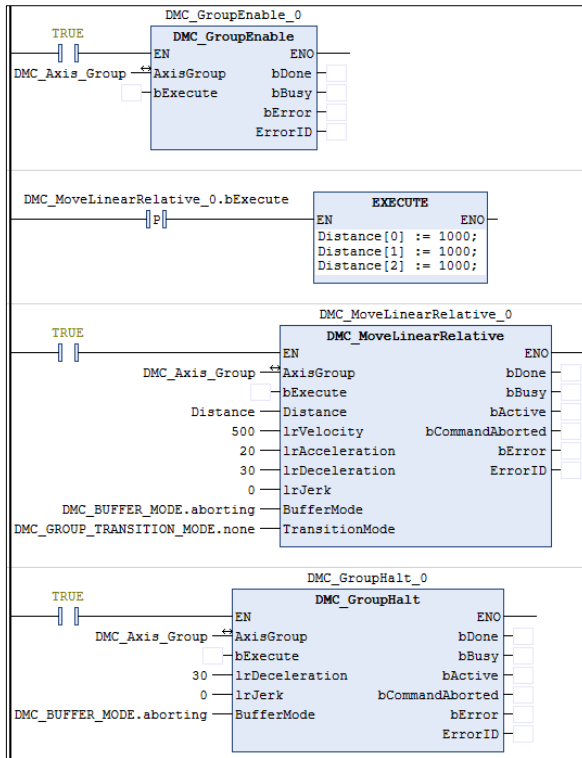 DMC_GroupEnable_0
TRUE
DMC_GroupEnable
EN ENO
DMC_Axis_Group AxisGroup bDone
bExecute bBusy
bError
ErrorID
DMC_MoveLinearRelative_0.bExecute
P
EXECUTE
EN ENO
Distance[0] := 1000;
Distance[1] := 1000;
Distance[2] := 1000;
DMC_MoveLinearRelative_0
TRUE
DMC_MoveLinearRelative
EN ENO
DMC_Axis_Group AxisGroup bDone
bExecute bBusy
Distance Distance bActive
500 lrVelocity bCommandAborted
20 lrAcceleration bError
30 lrDeceleration ErrorID
0 lrJerk
DMC_BUFFER_MODE.aborting BufferMode
DMC_GROUP_TRANSITION_MODE.none TransitionMode
DMC_GroupHalt_0
TRUE
DMC_GroupHalt
EN ENO
DMC_Axis_Group AxisGroup bDone
bExecute bBusy
30 lrDeceleration bActive
0 lrJerk bCommandAborted
DMC_BUFFER_MODE.aborting BufferMode bError
ErrorID